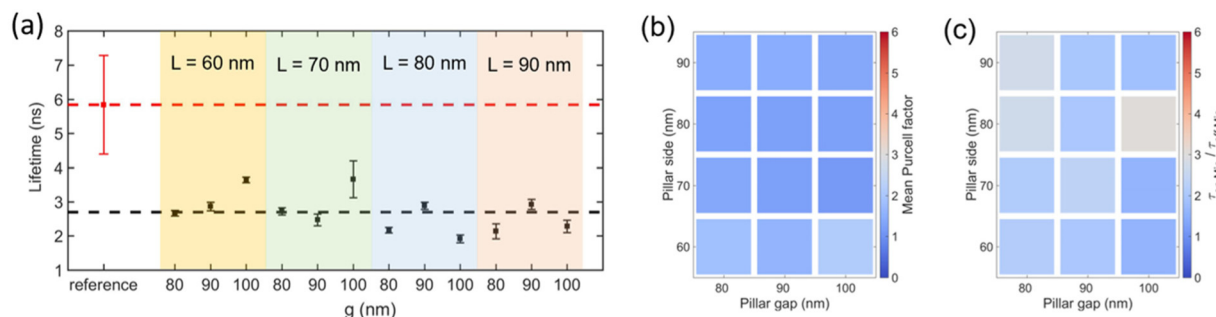 (a)
Lifetime (ns)
8
7
6
5
4
3
2
1
L = 60 nm
L = 70 nm
L = 80 nm
L = 90 nm
reference
80 90 100 80 90 100 80 90 100 80 90 100
g (nm)
(b)
Pillar side (nm)
90
80
70
60
80 90 100
Pillar gap (nm)
6
5
4
3
2
1
0
Mean Purcell factor
(c)
Pillar side (nm)
90
80
70
60
80 90 100
Pillar gap (nm)
6
5
4
3
2
1
0